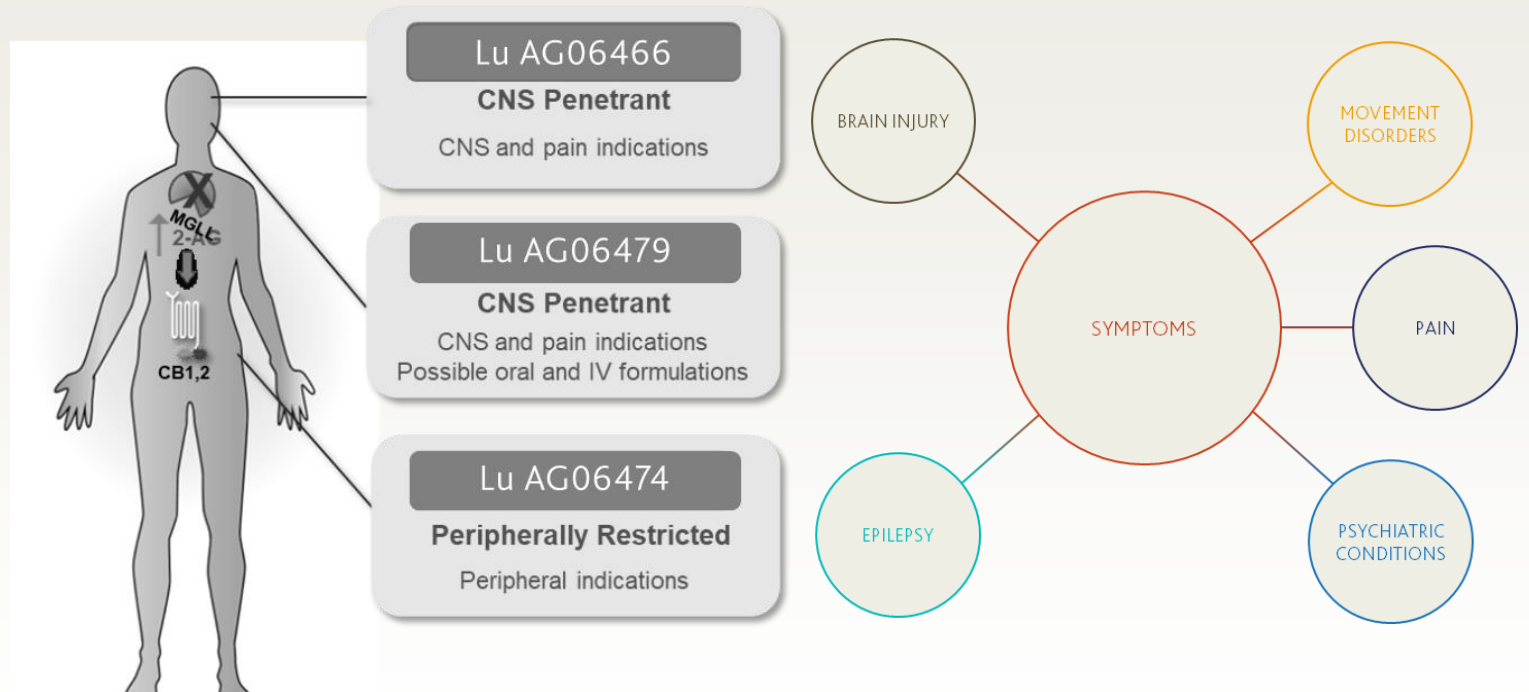 Lu AG06466
CNS Penetrant
CNS and pain indications
Lu AG06479
CNS Penetrant
CNS and pain indications
Possible oral and IV formulations
Lu AG06474
Peripherally Restricted
Peripheral indications
X
MGLL
2-AG
CB1,2
BRAIN INJURY
MOVEMENT
DISORDERS
SYMPTOMS
PAIN
EPILEPSY
PSYCHIATRIC
CONDITIONS